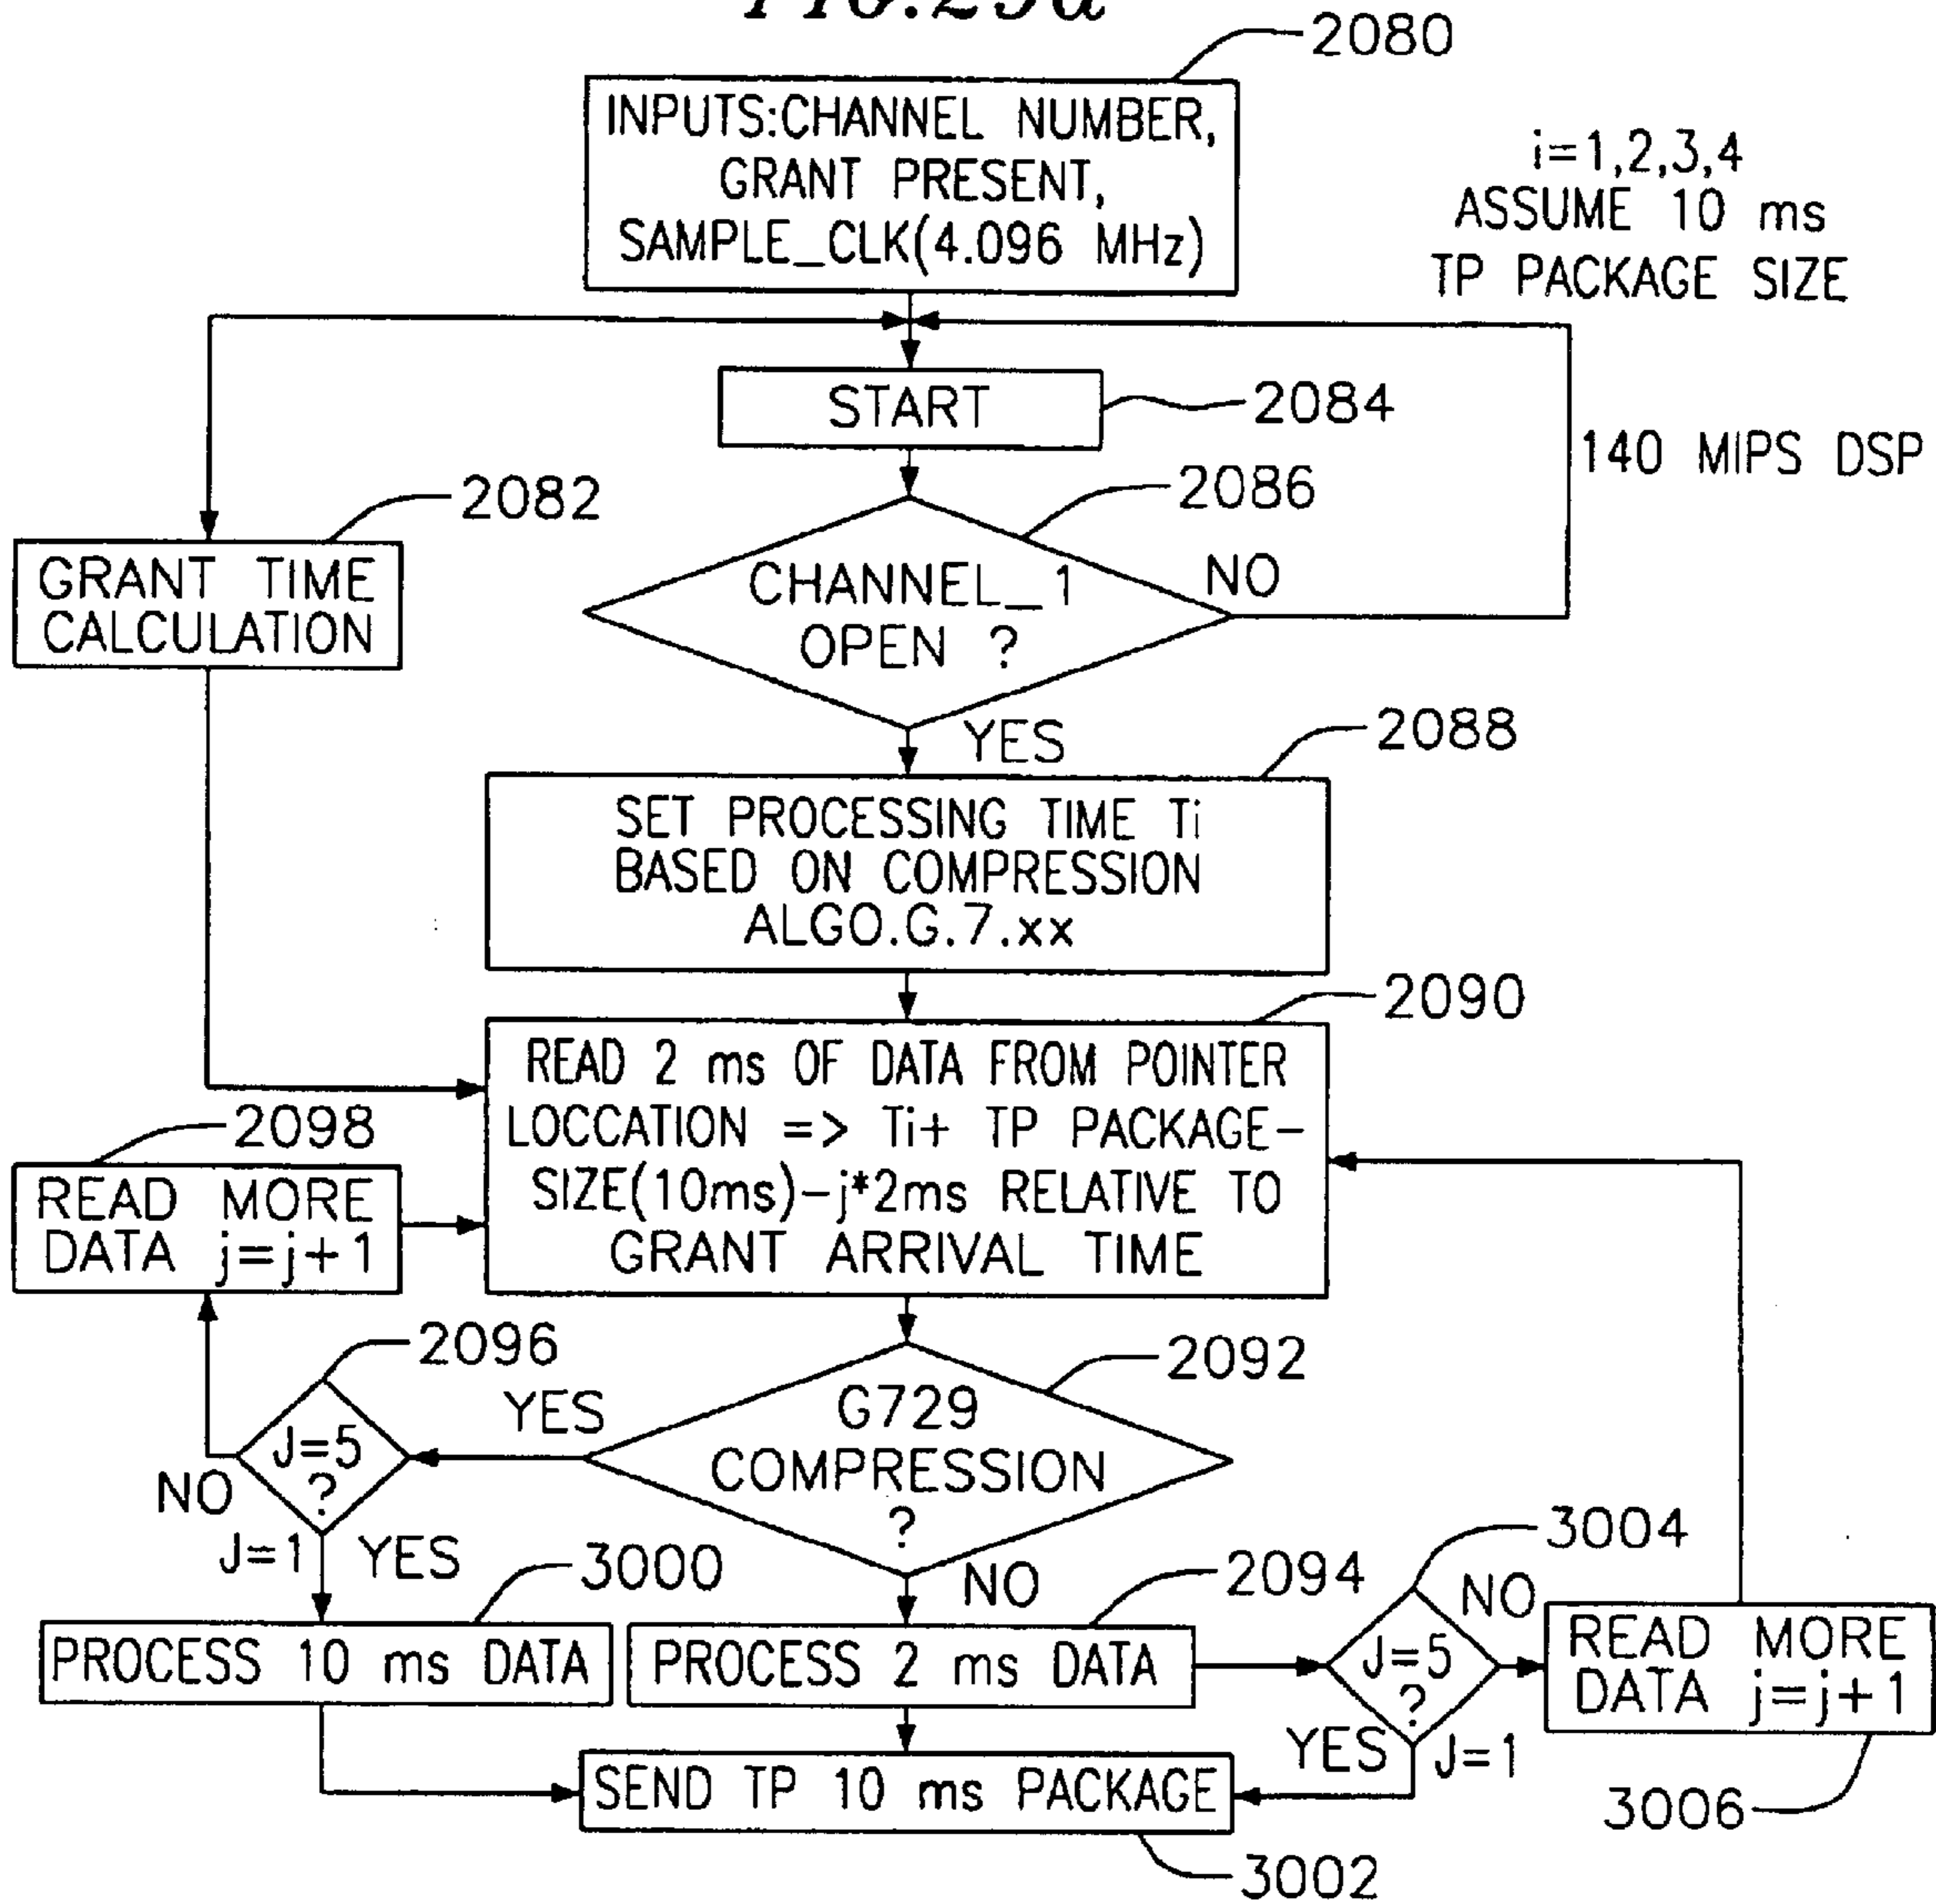 FIG.25a
2080
INPUTS:CHANNEL NUMBER,
GRANT PRESENT,
SAMPLE_CLK(4.096 MHz)
i=1,2,3,4
ASSUME 10 ms
TP PACKAGE SIZE
START
2084
140 MIPS DSP
2082
GRANT TIME
CALCULATION
2086
CHANNEL_1
OPEN ?
NO
YES
2088
SET PROCESSING TIME Ti
BASED ON COMPRESSION
ALGO.G.7.xx
2090
READ 2 ms OF DATA FROM POINTER
LOCCATION => Ti+ TP PACKAGE-
SIZE(10ms)-j*2ms RELATIVE TO
GRANT ARRIVAL TIME
2098
READ MORE
DATA j=j+1
2096
J=5
?
NO
J=1
YES
YES
2092
G729
COMPRESSION
?
NO
3000
PROCESS 10 ms DATA
2094
PROCESS 2 ms DATA
3004
J=5
?
NO
YES
J=1
READ MORE
DATA j=j+1
3006
SEND TP 10 ms PACKAGE
3002